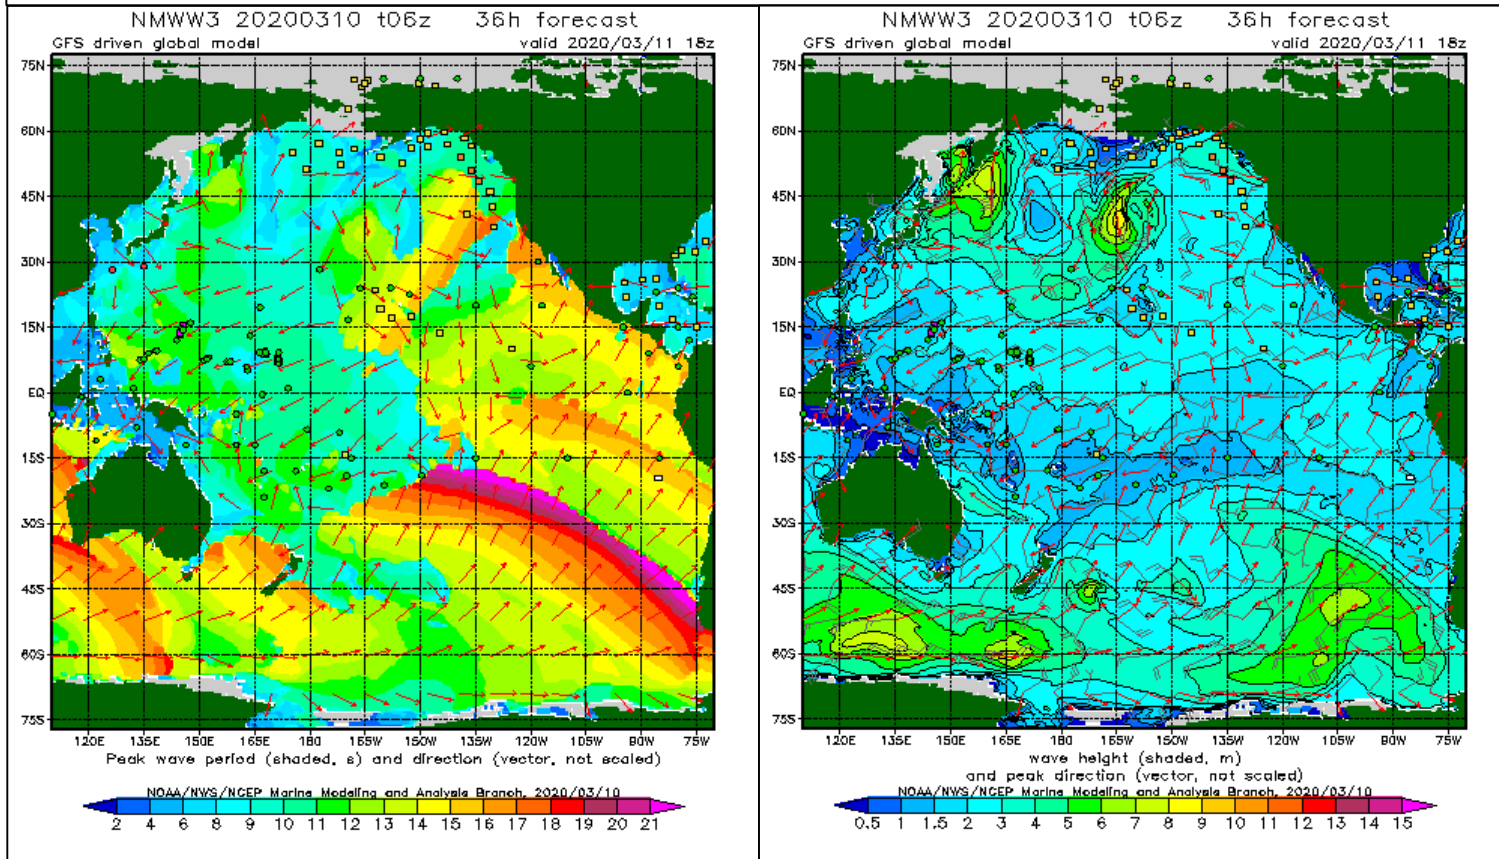 NMWW3 20200310 t06z 36h forecast
GFS driven global model valid 2020/03/11 18z
75N
60N
45N
30N
15N
EQ
15S
30S
45S
60S
75S
120E 135E 150E 165E 180 165W 150W 135W 120W 105W 90W 75W
Peak wave period (shaded, s) and direction (vector, not scaled)
NOAA/NWS/NCEP Marine Modeling and Analysis Branch, 2020/03/10
2 4 6 8 9 10 11 12 13 14 15 16 17 18 19 20 21
NMWW3 20200310 t06z 36h forecast
GFS driven global model valid 2020/03/11 18z
75N
60N
45N
30N
15N
EQ
15S
30S
45S
60S
75S
120E 135E 150E 165E 180 165W 150W 135W 120W 105W 90W 75W
wave height (shaded, m)
and peak direction (vector, not scaled)
NOAA/NWS/NCEP Marine Modeling and Analysis Branch, 2020/03/10
0.5 1 1.5 2 3 4 5 6 7 8 9 10 11 12 13 14 15